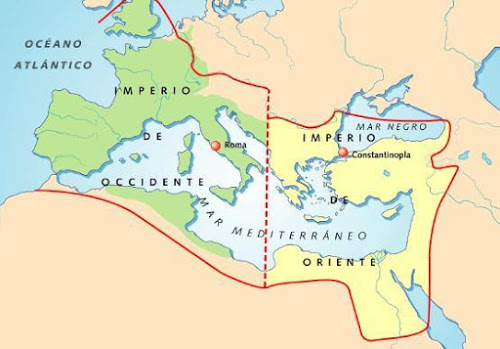 OCÉANO
ATLÁNTICO
IMPERIO
DE
OCCIDENTE
Roma
MAR MEDITERRÁNEO
MAR NEGRO
IMPERIO
Constantinopla
DE
ORIENTE